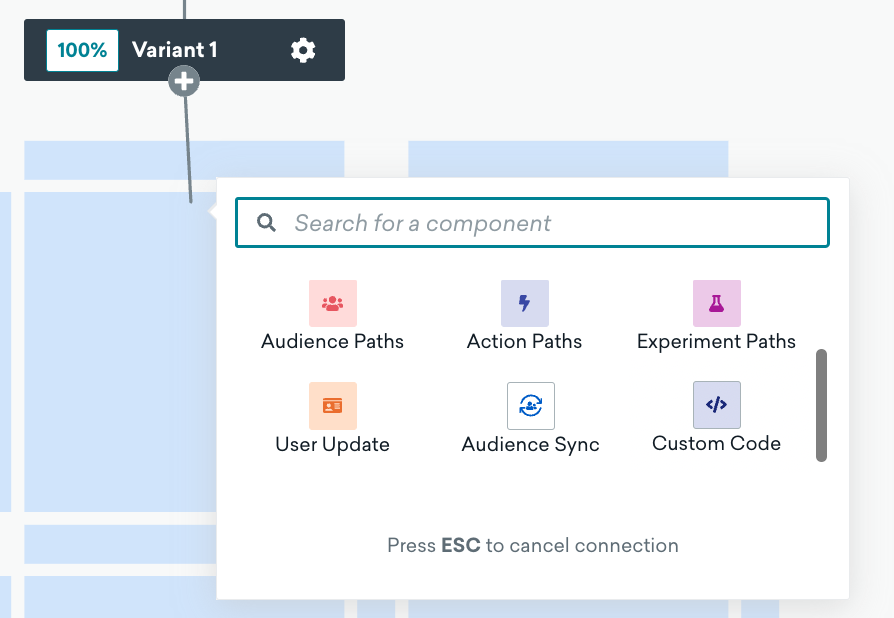 100% Variant 1
Search for a component
Audience Paths Action Paths Experiment Paths
User Update Audience Sync Custom Code
Press ESC to cancel connection